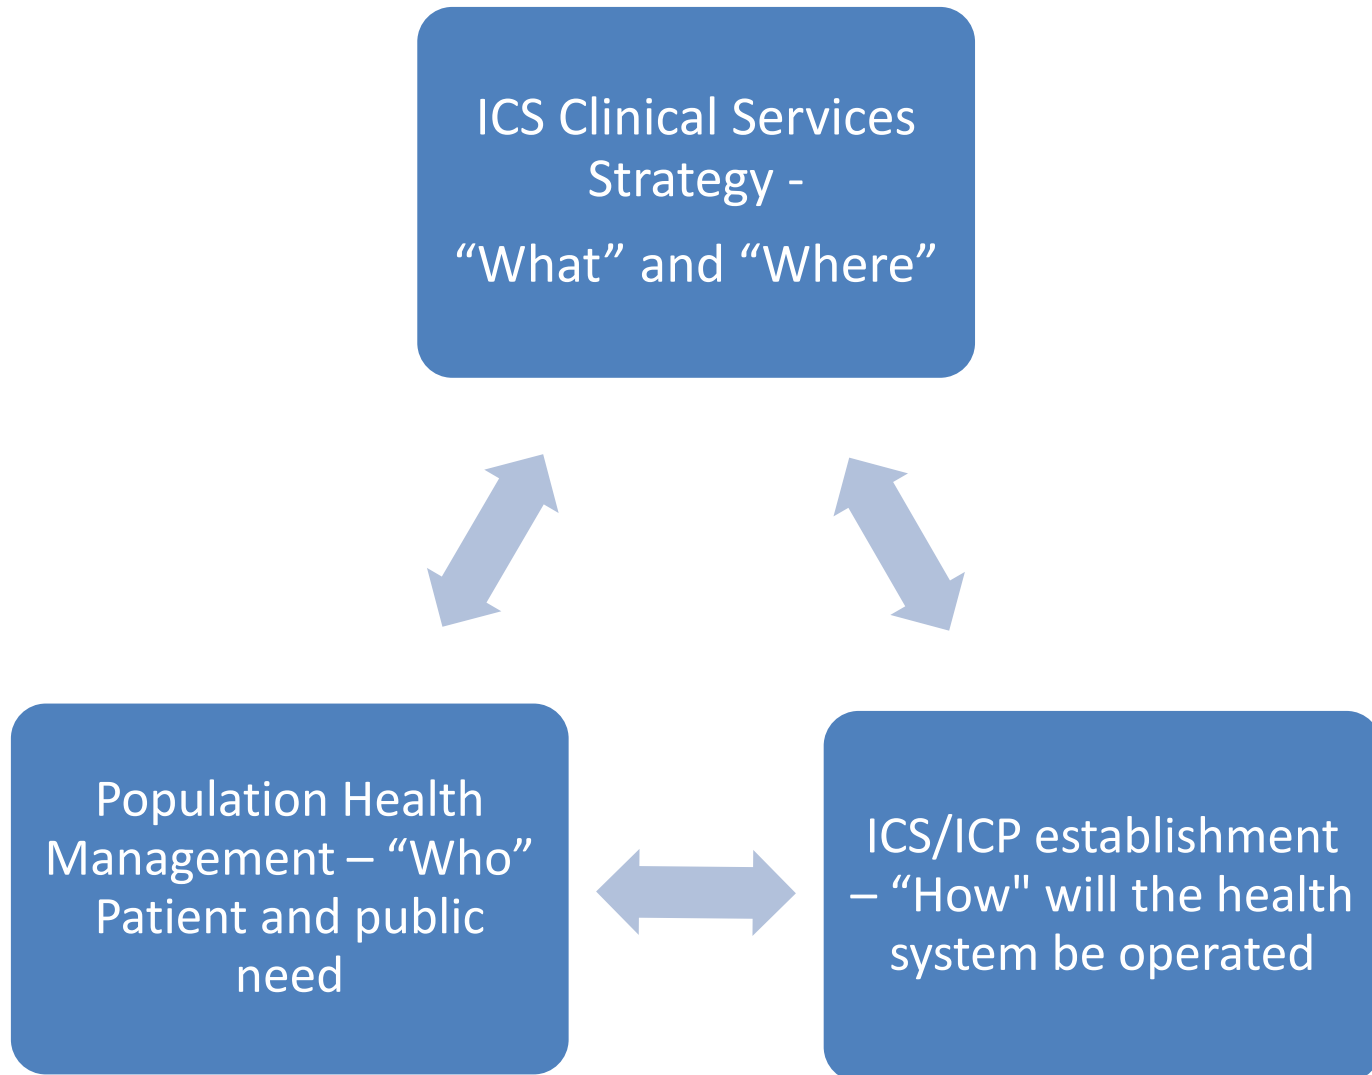 ICS Clinical Services
Strategy -
“What” and “Where”
Population Health
Management – “Who”
Patient and public
need
ICS/ICP establishment
– “How" will the health
system be operated